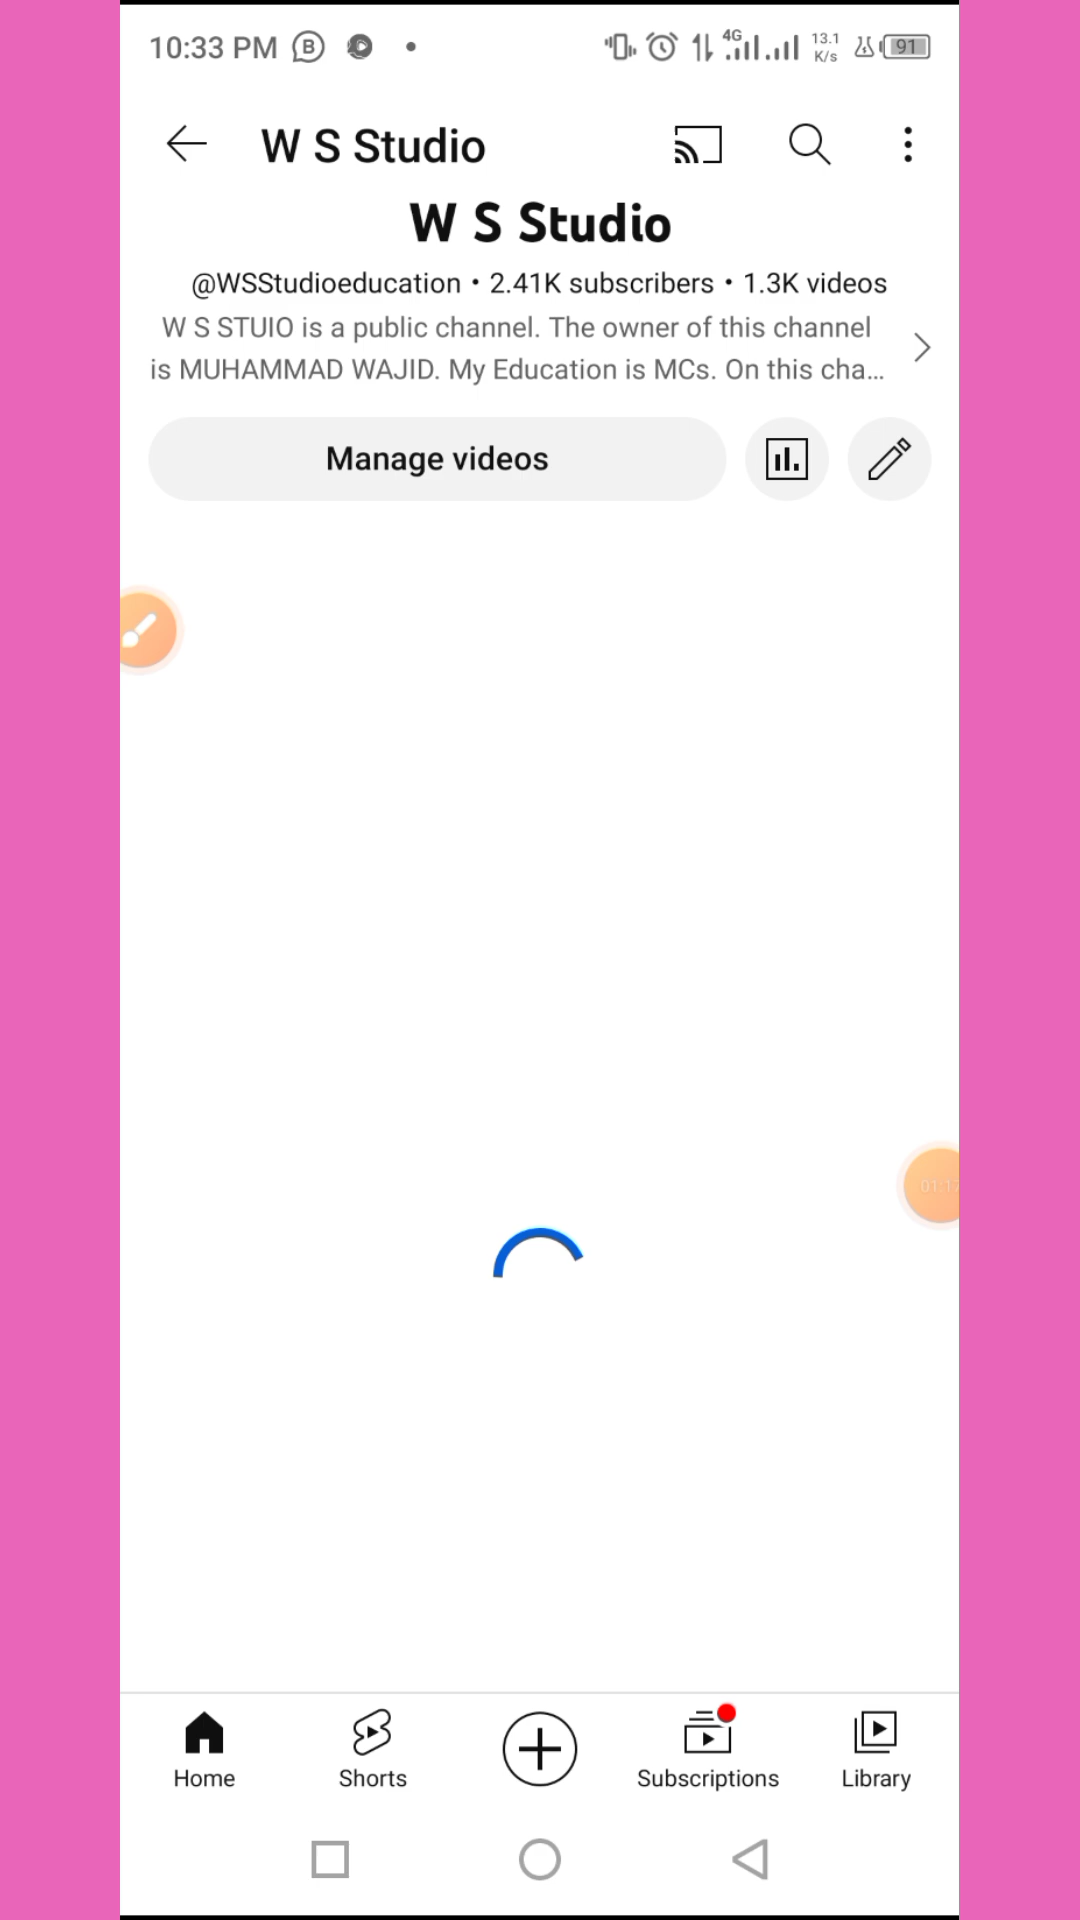 10:33 PM B 4G 13.1 K/s 91
W S Studio
W S Studio
@WSStudioeducation • 2.41K subscribers • 1.3K videos
W S STUIO is a public channel. The owner of this channel
is MUHAMMAD WAJID. My Education is MCs. On this cha...
Manage videos
Home Shorts Subscriptions Library